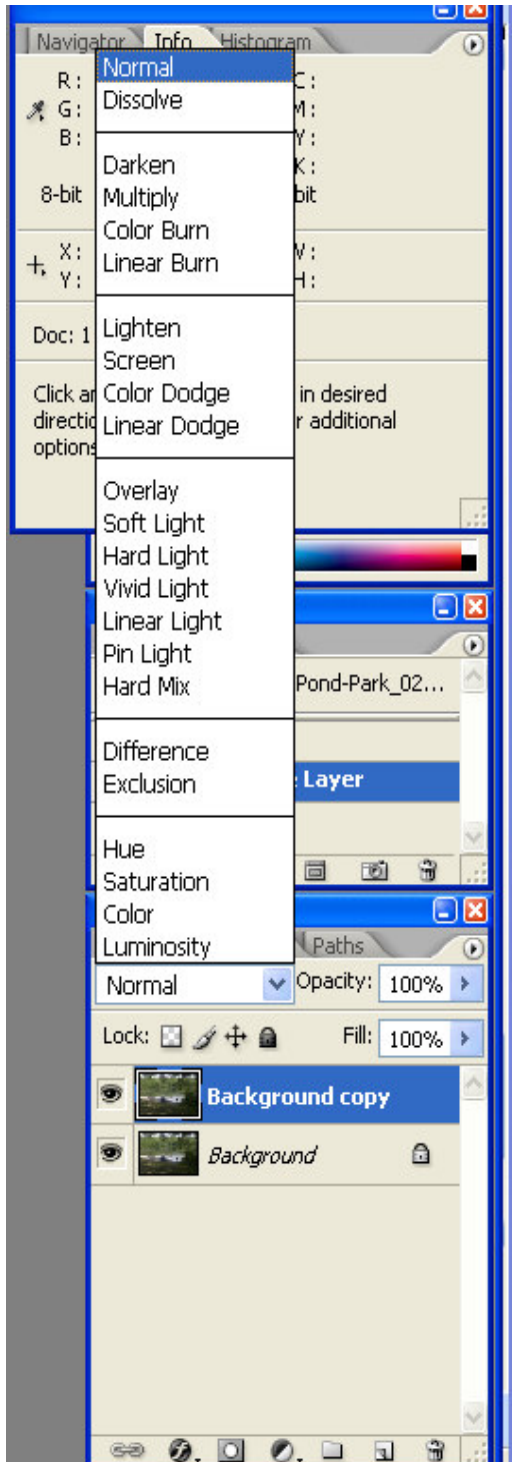 Navigator Info Histogram
R: C:
G: M:
B: Y:
K:
8-bit bit
X: W:
Y: H:
Doc: 1
Click in desired
r additional
Normal
Dissolve
Darken
Multiply
Color Burn
Linear Burn
Lighten
Screen
Color Dodge
Linear Dodge
Overlay
Soft Light
Hard Light
Vivid Light
Linear Light
Pin Light
Hard Mix
Difference
Exclusion
Hue
Saturation
Color
Luminosity
Pond-Park_02...
Layer
Paths
Normal Opacity: 100%
Lock: Fill: 100%
Background copy
Background